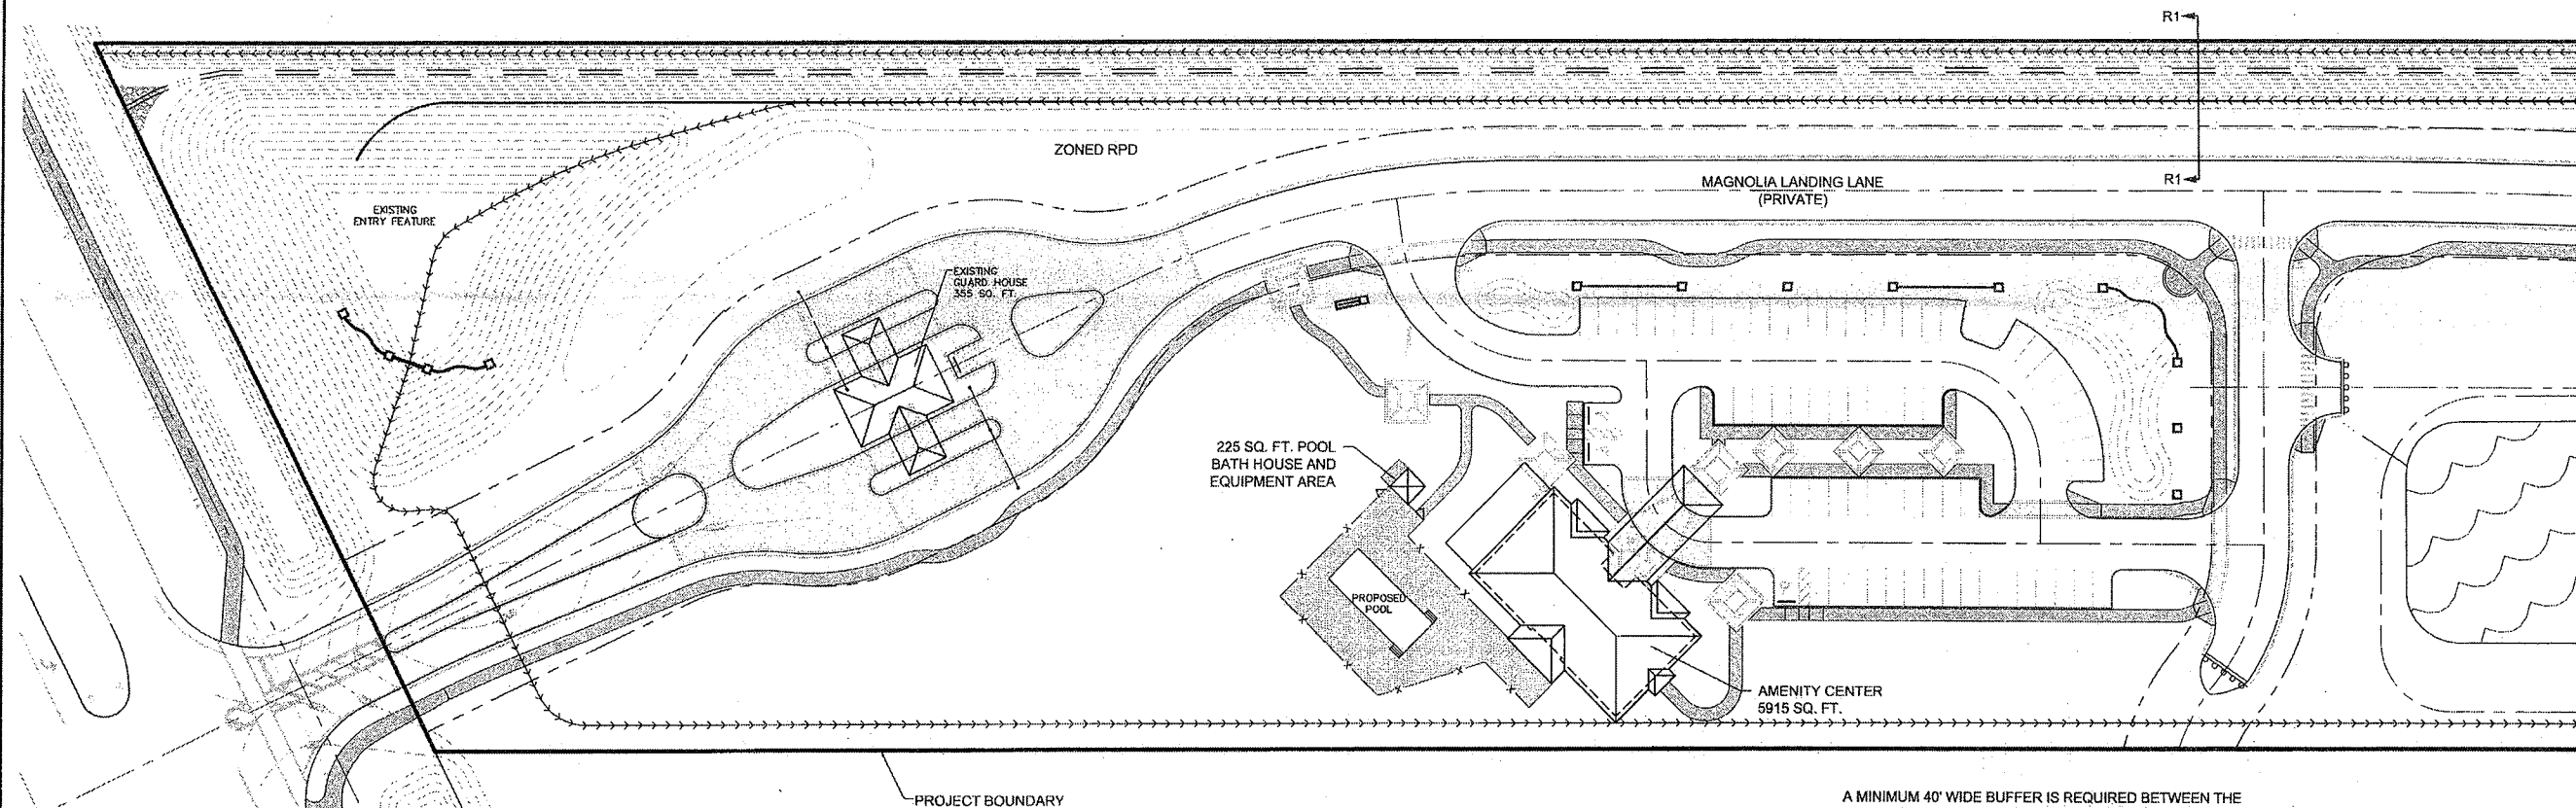 R1
ZONED RPD
MAGNOLIA LANDING LANE
(PRIVATE)
R1
EXISTING
ENTRY FEATURE
EXISTING
GUARD HOUSE
355 SQ. FT.
225 SQ. FT. POOL
BATH HOUSE AND
EQUIPMENT AREA
PROPOSED
POOL
AMENITY CENTER
5915 SQ. FT.
PROJECT BOUNDARY
A MINIMUM 40' WIDE BUFFER IS REQUIRED BETWEEN THE